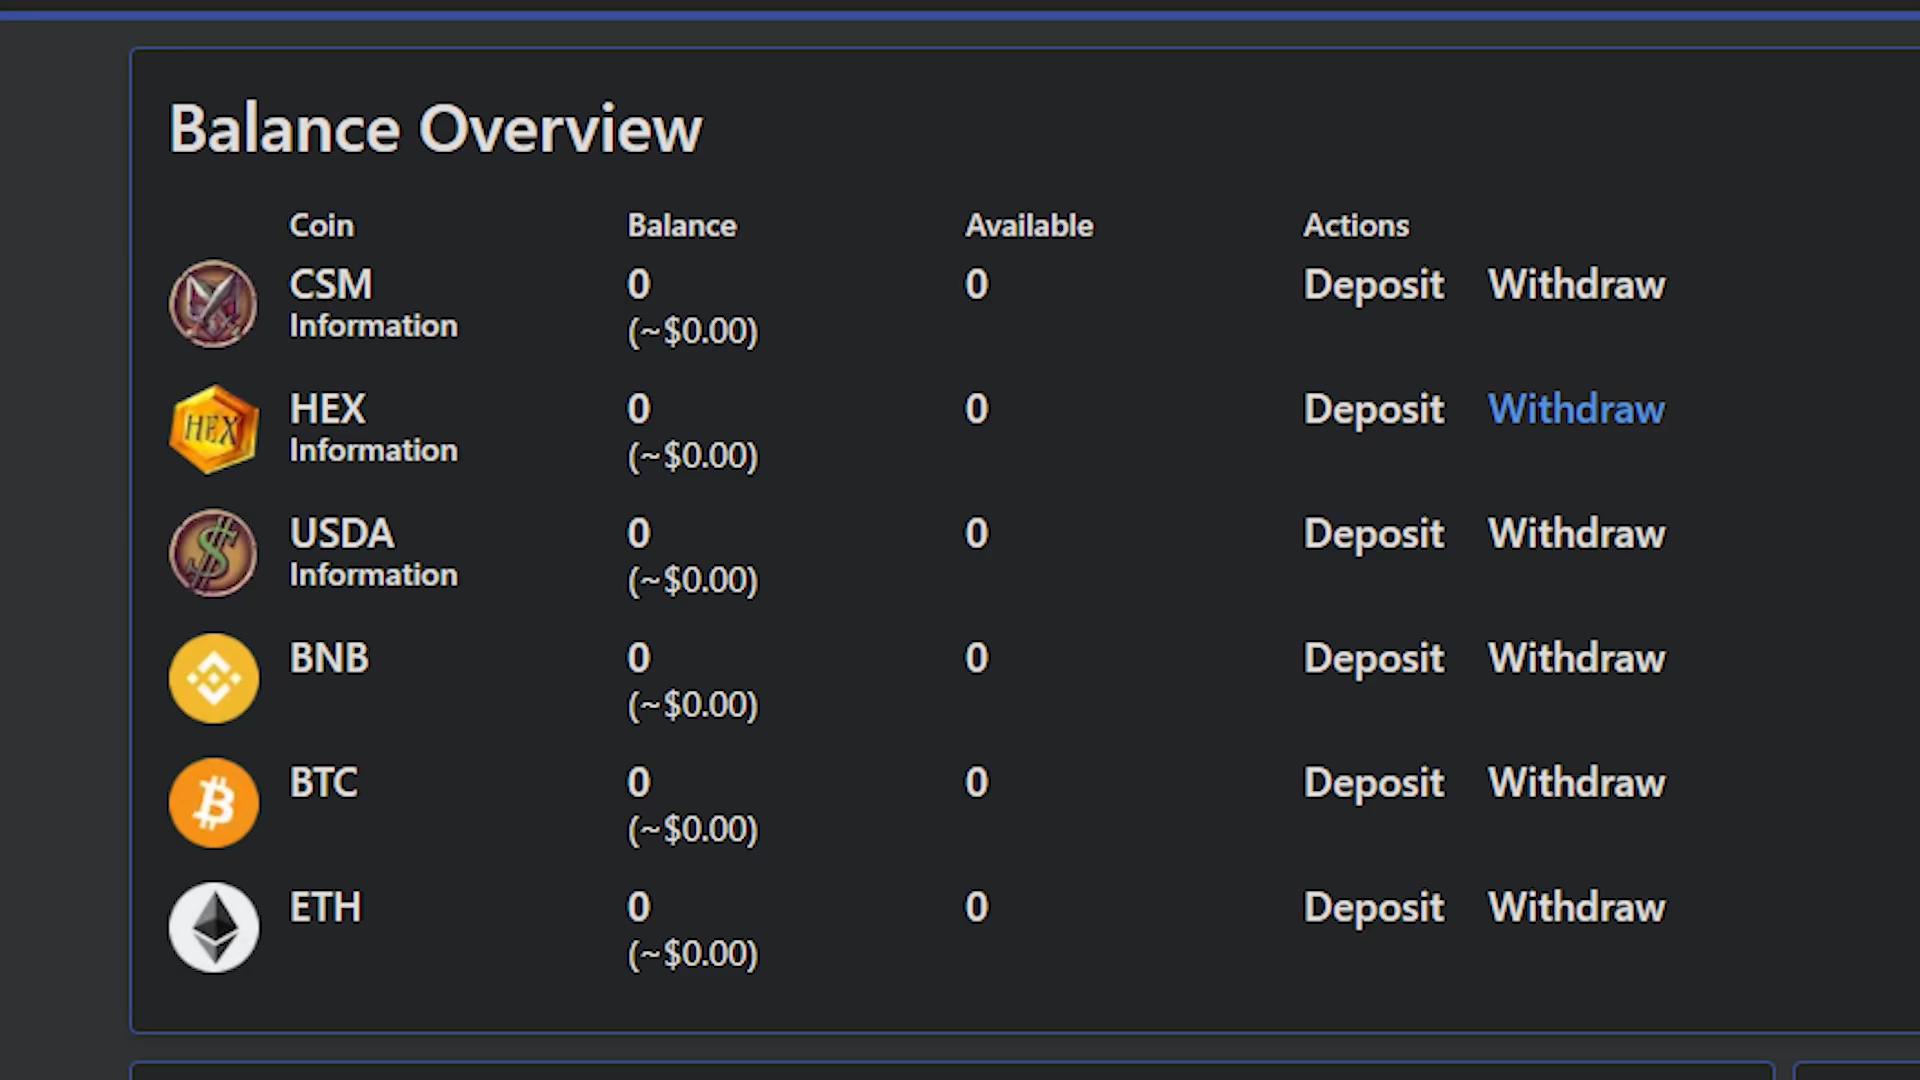 Balance Overview
Coin Balance Available Actions
CSM 0 0 Deposit Withdraw
Information (~$0.00)
HEX HEX 0 0 Deposit Withdraw
Information (~$0.00)
USDA 0 0 Deposit Withdraw
Information (~$0.00)
BNB 0 0 Deposit Withdraw
(~$0.00)
BTC 0 0 Deposit Withdraw
(~$0.00)
ETH 0 0 Deposit Withdraw
(~$0.00)